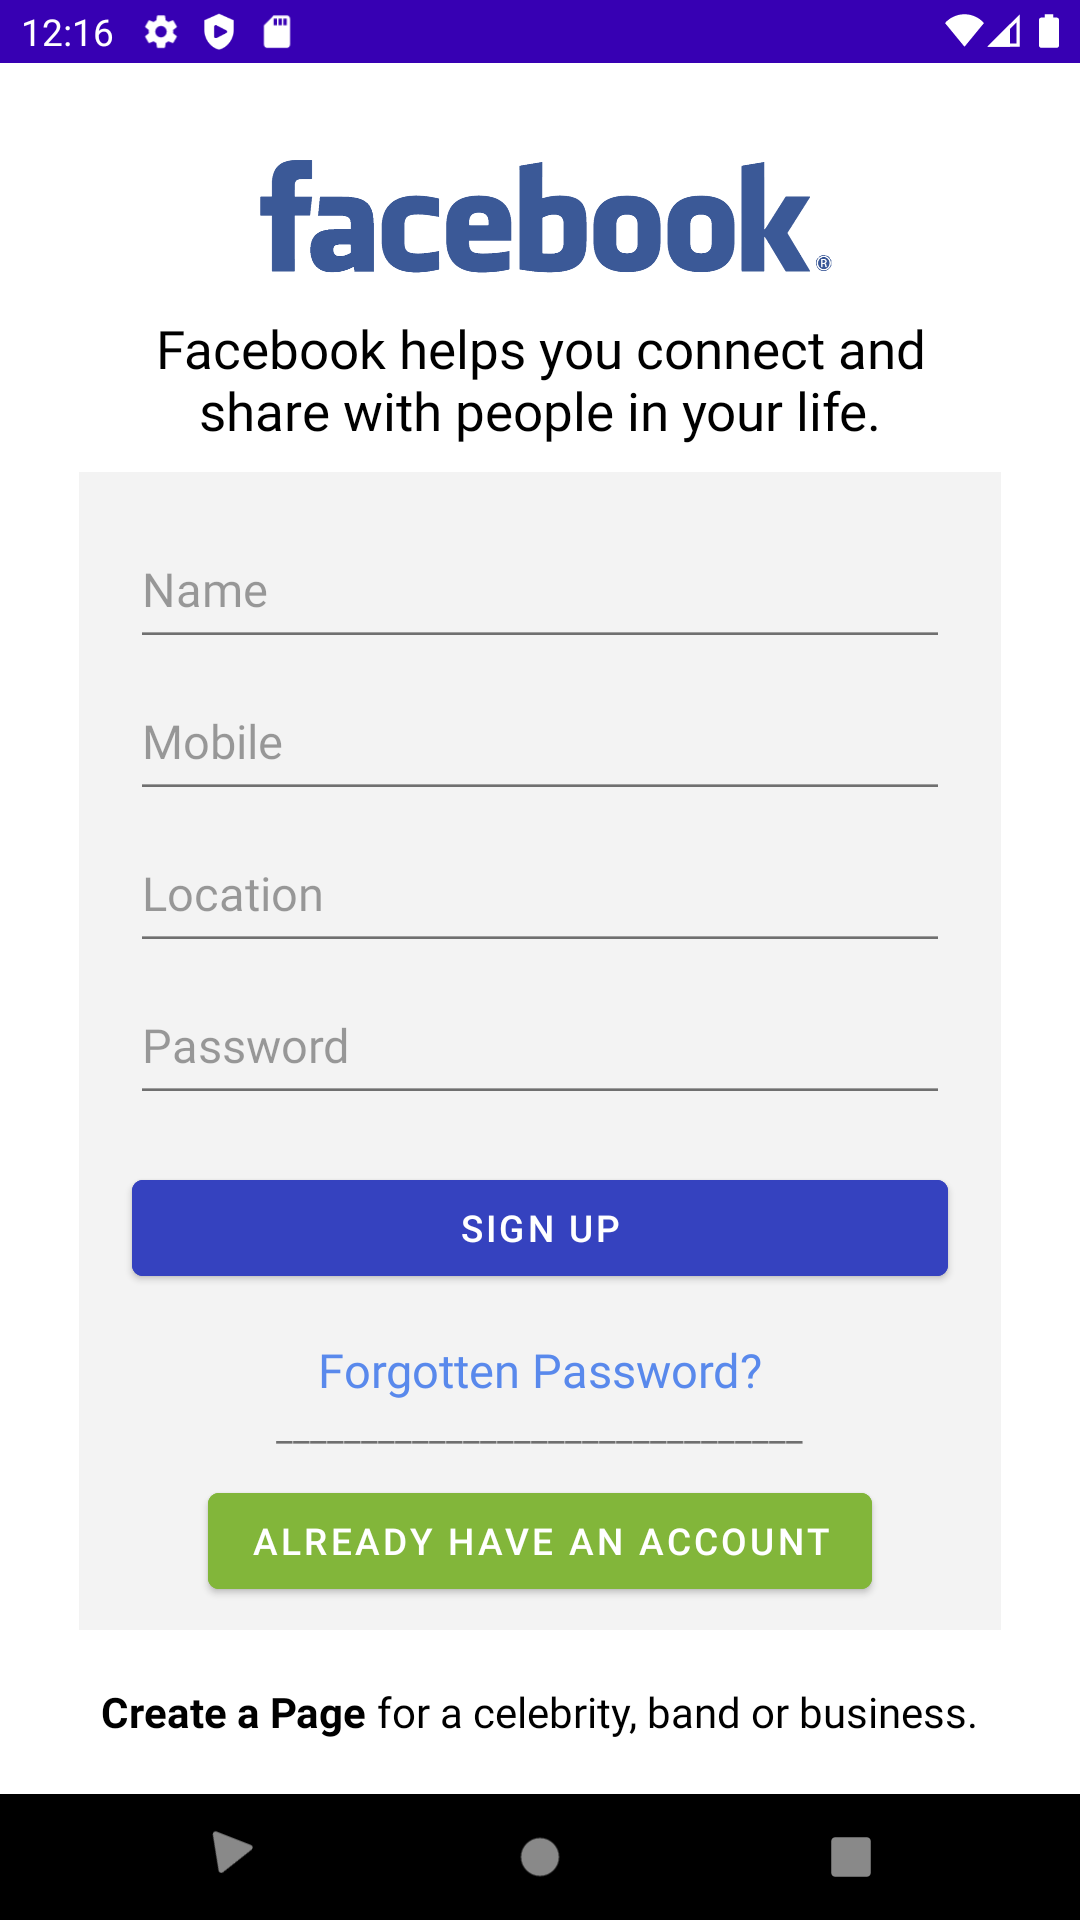 12:16
facebook®
Facebook helps you connect and
share with people in your life.
Name
Mobile
Location
Password
SIGN UP
Forgotten Password?
ALREADY HAVE AN ACCOUNT
Create a Page for a celebrity, band or business.